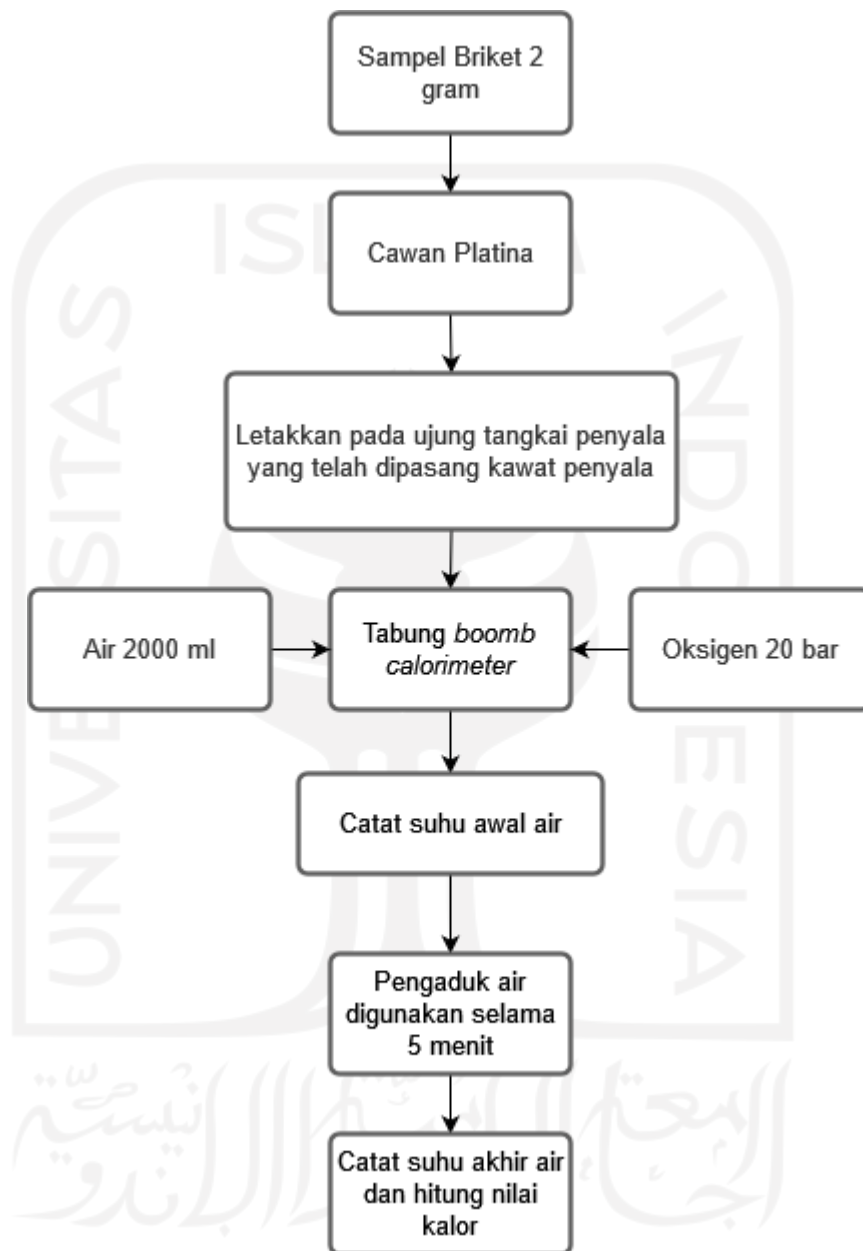 Sampel Briket 2
gram
Cawan Platina
Letakkan pada ujung tangkai penyala
yang telah dipasang kawat penyala
Air 2000 ml
Tabung boomb
calorimeter
Oksigen 20 bar
Catat suhu awal air
Pengaduk air
digunakan selama
5 menit
Catat suhu akhir air
dan hitung nilai
kalor
UNIVERSITAS
INDONESIA